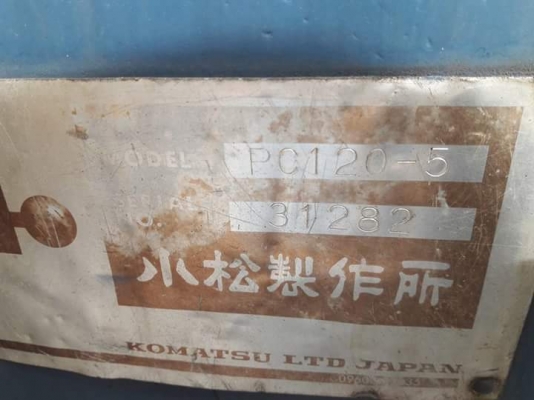 MODEL PC120-5
SERIAL
NO. 31282
小松製作所
KOMATSU LTD JAPAN